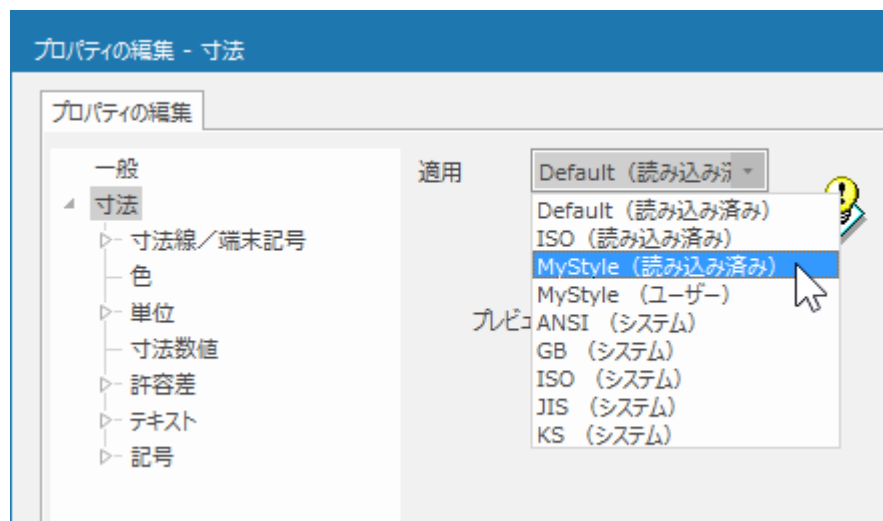 プロパティの編集 - 寸法
プロパティの編集
一般
寸法
寸法線／端末記号
色
単位
寸法数値
許容差
テキスト
記号
適用
Default（読み込み済
Default（読み込み済み）
ISO（読み込み済み）
MyStyle（読み込み済み）
MyStyle （ユーザー）
ANSI （システム）
GB （システム）
ISO （システム）
JIS （システム）
KS （システム）
プレビュ